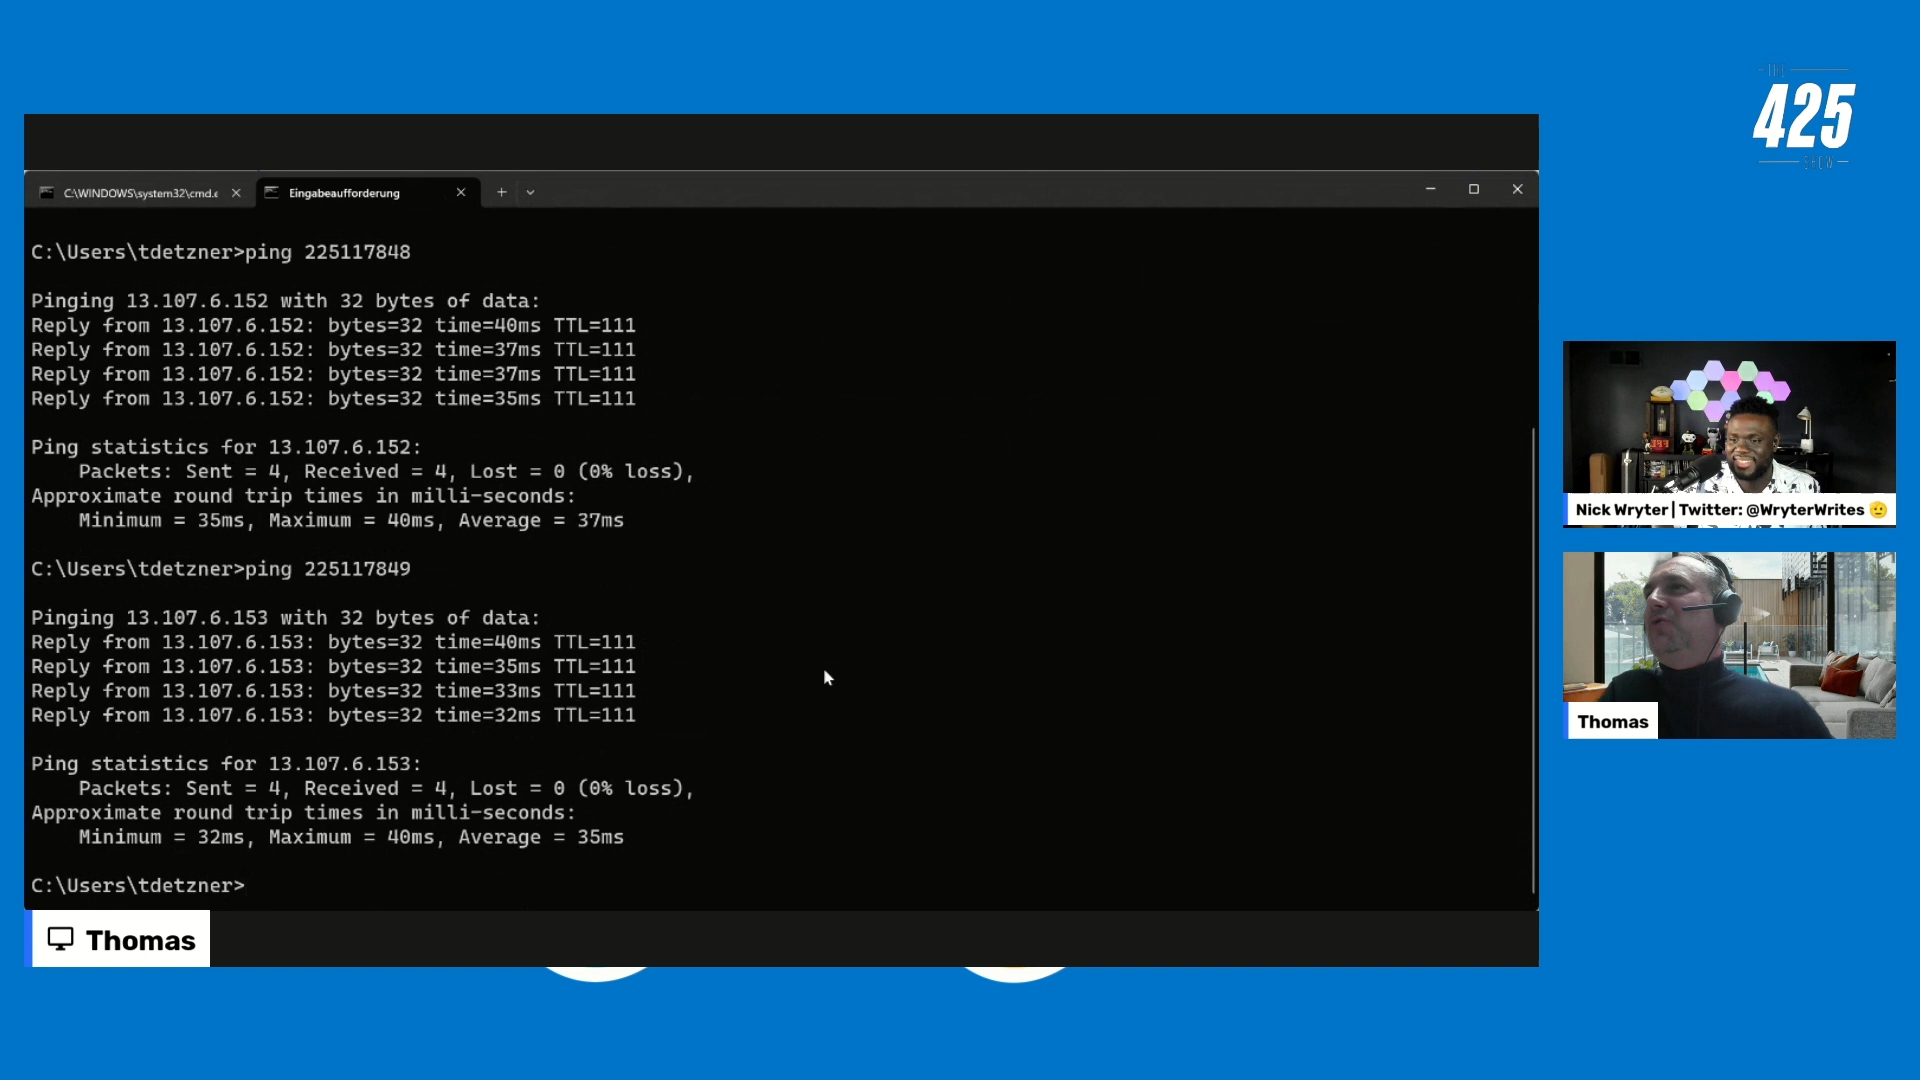 THE
425
SHOW
C:\WINDOWS\system32\cmd.e
Eingabeaufforderung
C:\Users\tdetzner>ping 225117848
Pinging 13.107.6.152 with 32 bytes of data:
Reply from 13.107.6.152: bytes=32 time=40ms TTL=111
Reply from 13.107.6.152: bytes=32 time=37ms TTL=111
Reply from 13.107.6.152: bytes=32 time=37ms TTL=111
Reply from 13.107.6.152: bytes=32 time=35ms TTL=111
Ping statistics for 13.107.6.152:
Packets: Sent = 4, Received = 4, Lost = 0 (0% loss),
Approximate round trip times in milli-seconds:
Minimum = 35ms, Maximum = 40ms, Average = 37ms
C:\Users\tdetzner>ping 225117849
Pinging 13.107.6.153 with 32 bytes of data:
Reply from 13.107.6.153: bytes=32 time=40ms TTL=111
Reply from 13.107.6.153: bytes=32 time=35ms TTL=111
Reply from 13.107.6.153: bytes=32 time=33ms TTL=111
Reply from 13.107.6.153: bytes=32 time=32ms TTL=111
Ping statistics for 13.107.6.153:
Packets: Sent = 4, Received = 4, Lost = 0 (0% loss),
Approximate round trip times in milli-seconds:
Minimum = 32ms, Maximum = 40ms, Average = 35ms
C:\Users\tdetzner>
Thomas
Nick Wryter | Twitter: @WryterWrites 🫡
Thomas